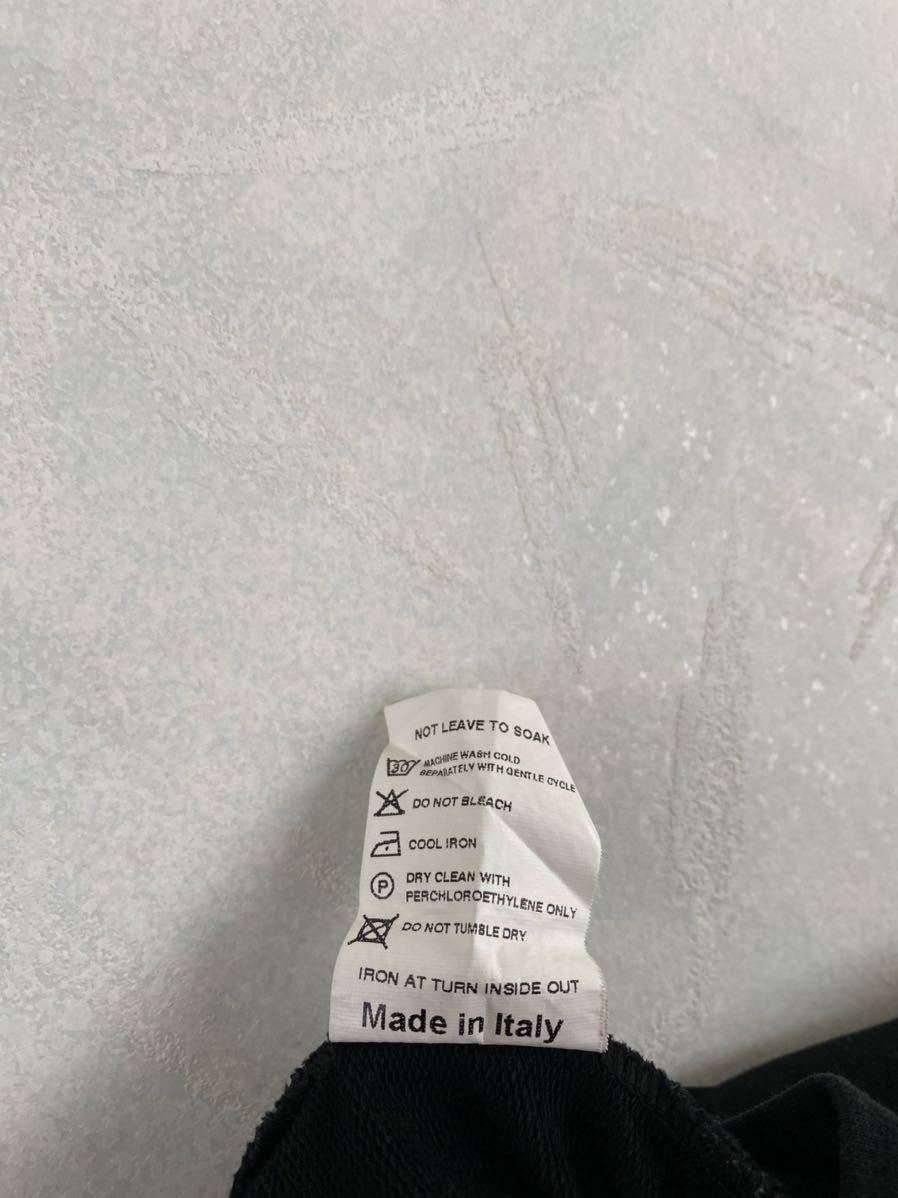 NOT LEAVE TO SOAK
30
MACHINE WASH COLD
SEPARATELY WITH GENTLE CYCLE
DO NOT BLEACH
COOL IRON
P
DRY CLEAN WITH
PERCHLOROETHYLENE ONLY
DO NOT TUMBLE DRY
IRON AT TURN INSIDE OUT
Made in Italy